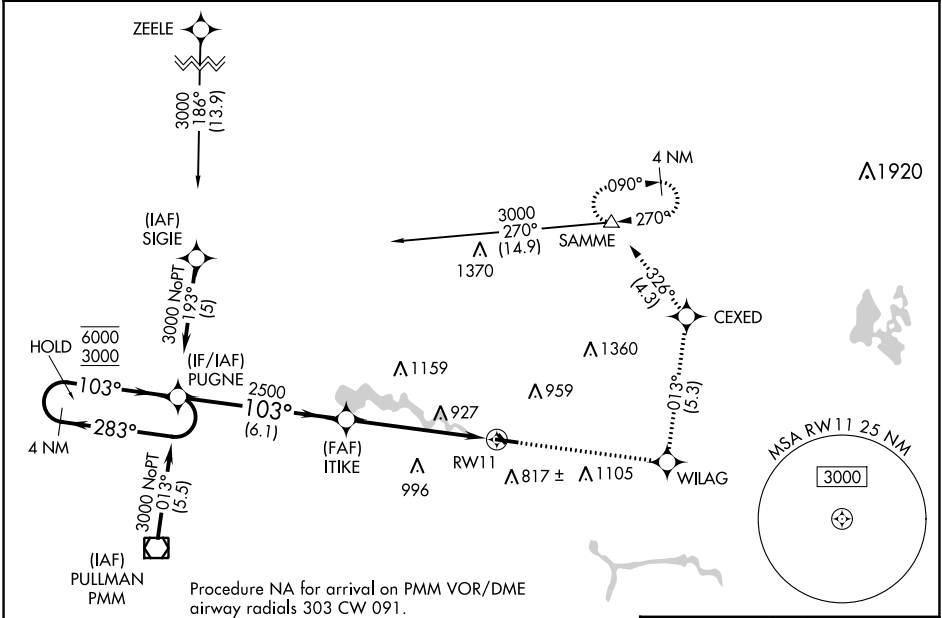 ZEELE
3000
186°
(13.9)
4 NM
090°
270°
1920
3000
270°
(14.9)
SAMME
1370
(IAF)
SIGIE
3000 NoPT
193°
(5)
326°
(4.3)
CEXED
HOLD
6000
3000
(IF/IAF)
PUGNE
103°
2500
103°
(6.1)
1159
1360
959
013°
(5.3)
283°
4 NM
927
(FAF)
ITIKE
RW11
996
817 ±
1105
WILAG
MSA RW11 25 NM
3000
3000 NoPT
013°
(5.5)
(IAF)
PULLMAN
PMM
Procedure NA for arrival on PMM VOR/DME
airway radials 303 CW 091.